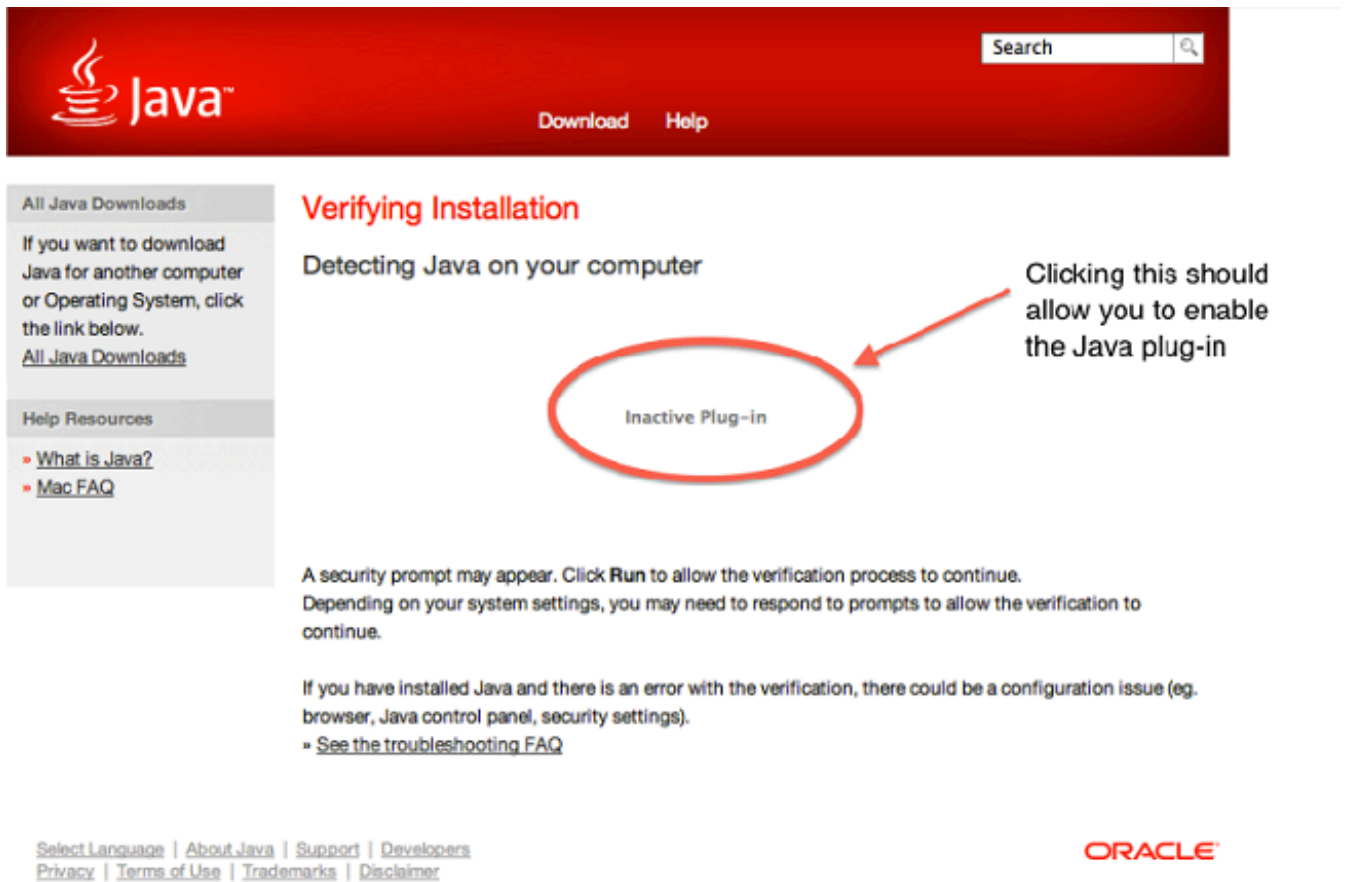 Java™
Search
Download Help
All Java Downloads
If you want to download
Java for another computer
or Operating System, click
the link below.
All Java Downloads
Help Resources
» What is Java?
» Mac FAQ
Verifying Installation
Detecting Java on your computer
Clicking this should
allow you to enable
the Java plug-in
Inactive Plug-in
A security prompt may appear. Click Run to allow the verification process to continue.
Depending on your system settings, you may need to respond to prompts to allow the verification to
continue.
If you have installed Java and there is an error with the verification, there could be a configuration issue (eg.
browser, Java control panel, security settings).
» See the troubleshooting FAQ
Select Language | About Java | Support | Developers
Privacy | Terms of Use | Trademarks | Disclaimer
ORACLE